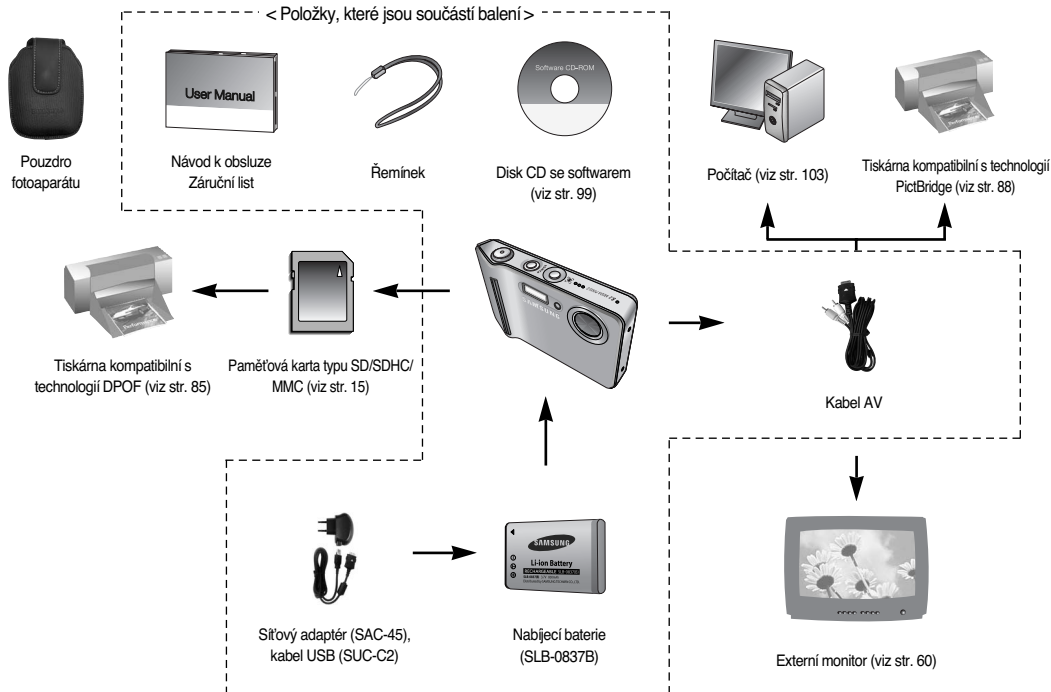 < Položky, které jsou součástí balení >
User Manual
Software CD-ROM
Pouzdro
fotoaparátu
Návod k obsluze
Záruční list
Řemínek
Disk CD se softwarem
(viz str. 99)
Počítač (viz str. 103)
Tiskárna kompatibilní s technologií
PictBridge (viz str. 88)
SAMSUNG
Tiskárna kompatibilní s
technologií DPOF (viz str. 85)
Paměťová karta typu SD/SDHC/
MMC (viz str. 15)
Kabel AV
SAMSUNG
Li-ion Battery
RECHARGEABLE SLB-0837B
Síťový adaptér (SAC-45),
kabel USB (SUC-C2)
Nabíjecí baterie
(SLB-0837B)
Externí monitor (viz str. 60)